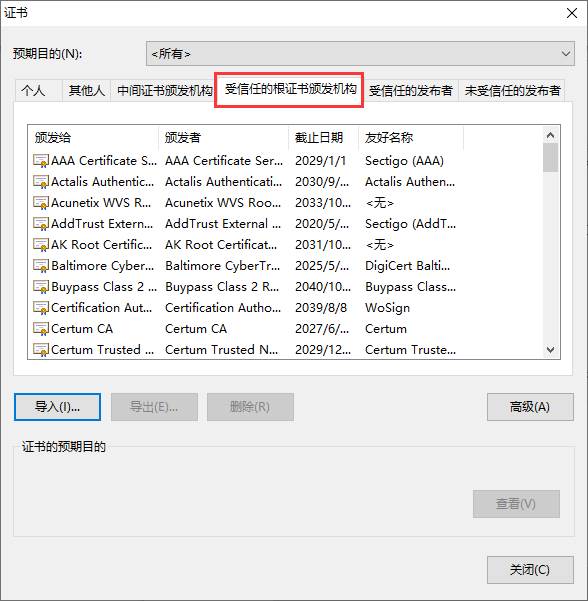 证书
预期目的(N):
<所有>
个人 其他人 中间证书颁发机构 受信任的根证书颁发机构 受信任的发布者 未受信任的发布者
颁发给 颁发者 截止日期 友好名称
AAA Certificate S... AAA Certificate Ser... 2029/1/1 Sectigo (AAA)
Actalis Authentic... Actalis Authenticati... 2030/9/... Actalis Authen...
Acunetix WVS R... Acunetix WVS Roo... 2033/10... <无>
AddTrust Extern... AddTrust External ... 2020/5/... Sectigo (AddT...
AK Root Certific... AK Root Certificat... 2031/10... <无>
Baltimore Cyber... Baltimore CyberTr... 2025/5/... DigiCert Balti...
Buypass Class 2 ... Buypass Class 2 R... 2040/10... Buypass Class...
Certification Aut... Certification Autho... 2039/8/8 WoSign
Certum CA Certum CA 2027/6/... Certum
Certum Trusted ... Certum Trusted N... 2029/12... Certum Truste...
导入(I)... 导出(E)... 删除(R) 高级(A)
证书的预期目的
查看(V)
关闭(C)